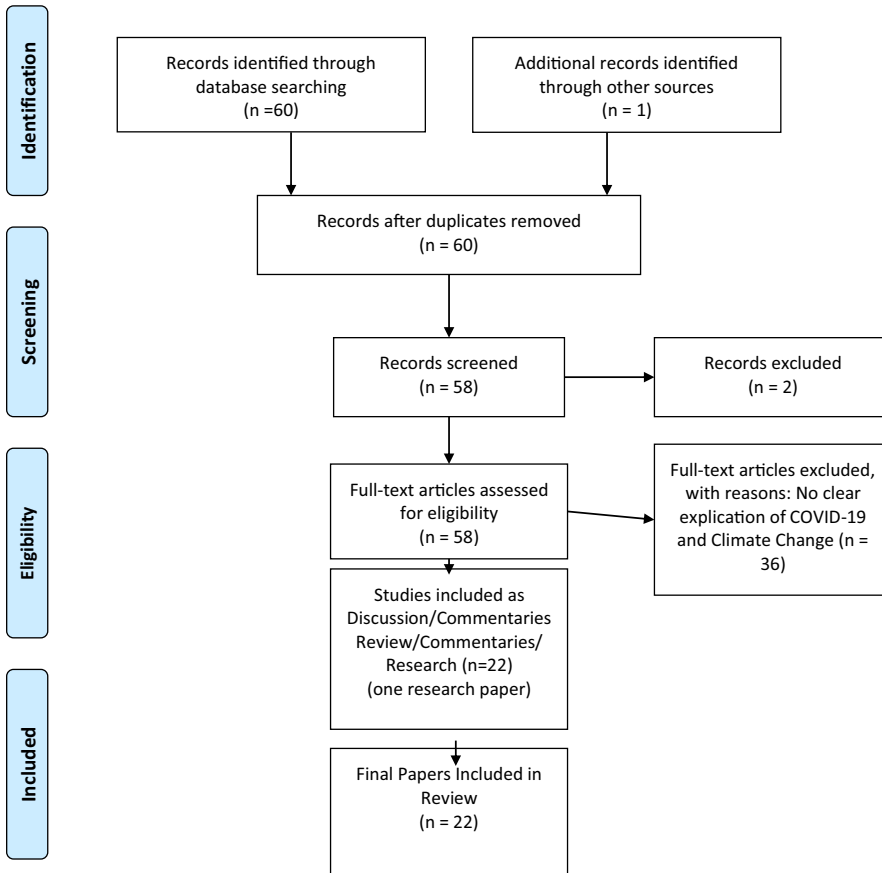 Identification
Records identified through
database searching
(n =60)
Additional records identified
through other sources
(n = 1)
Records after duplicates removed
(n = 60)
Screening
Records screened
(n = 58)
Records excluded
(n = 2)
Eligibility
Full-text articles assessed
for eligibility
(n = 58)
Full-text articles excluded,
with reasons: No clear
explication of COVID-19
and Climate Change (n =
36)
Studies included as
Discussion/Commentaries
Review/Commentaries/
Research (n=22)
(one research paper)
Included
Final Papers Included in
Review
(n = 22)